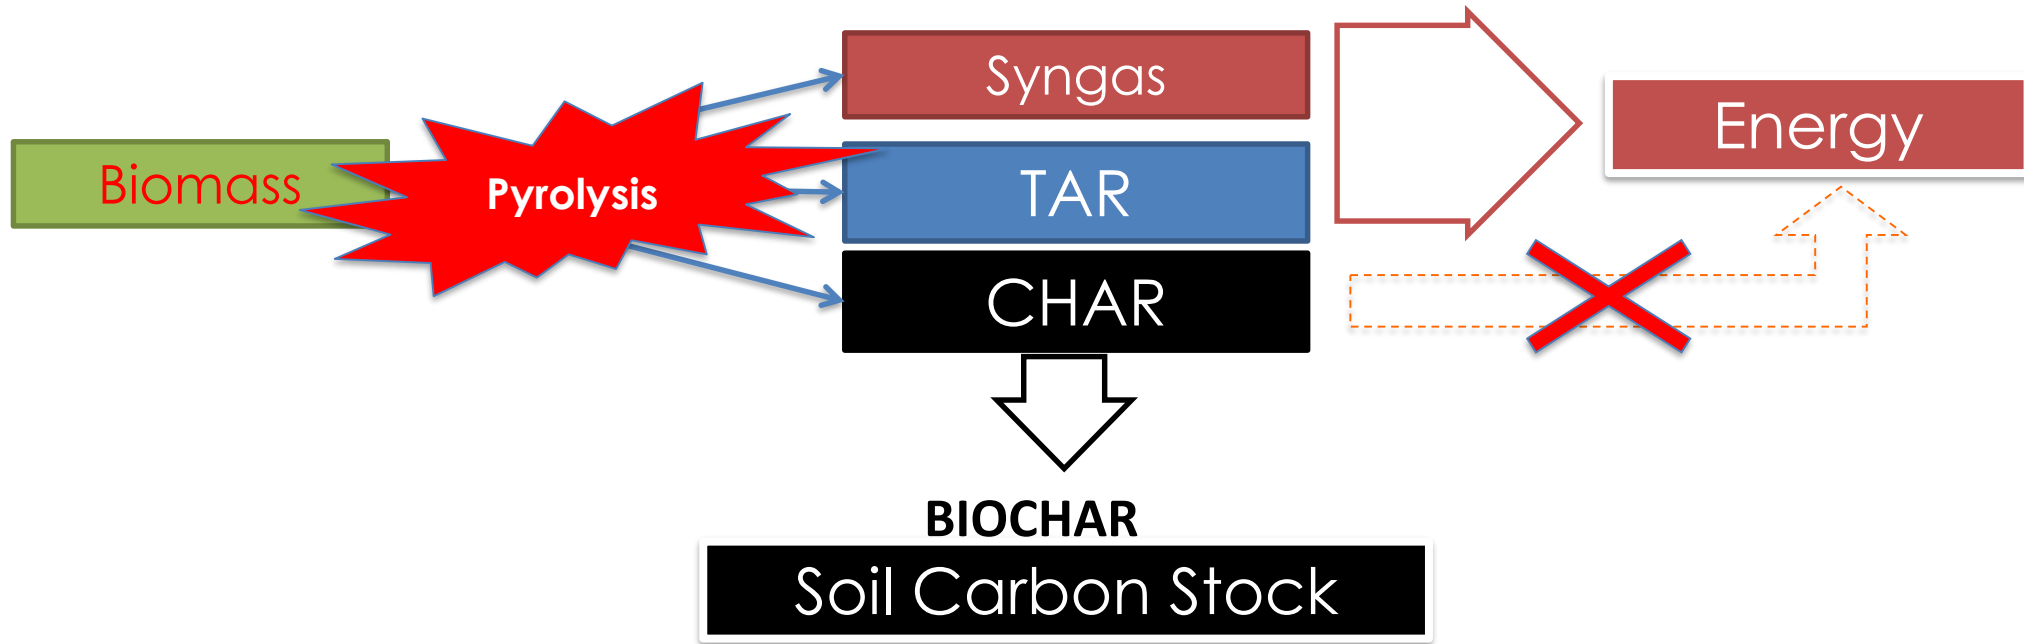 Syngas
Energy
Biomass
Pyrolysis
TAR
CHAR
BIOCHAR
Soil Carbon Stock